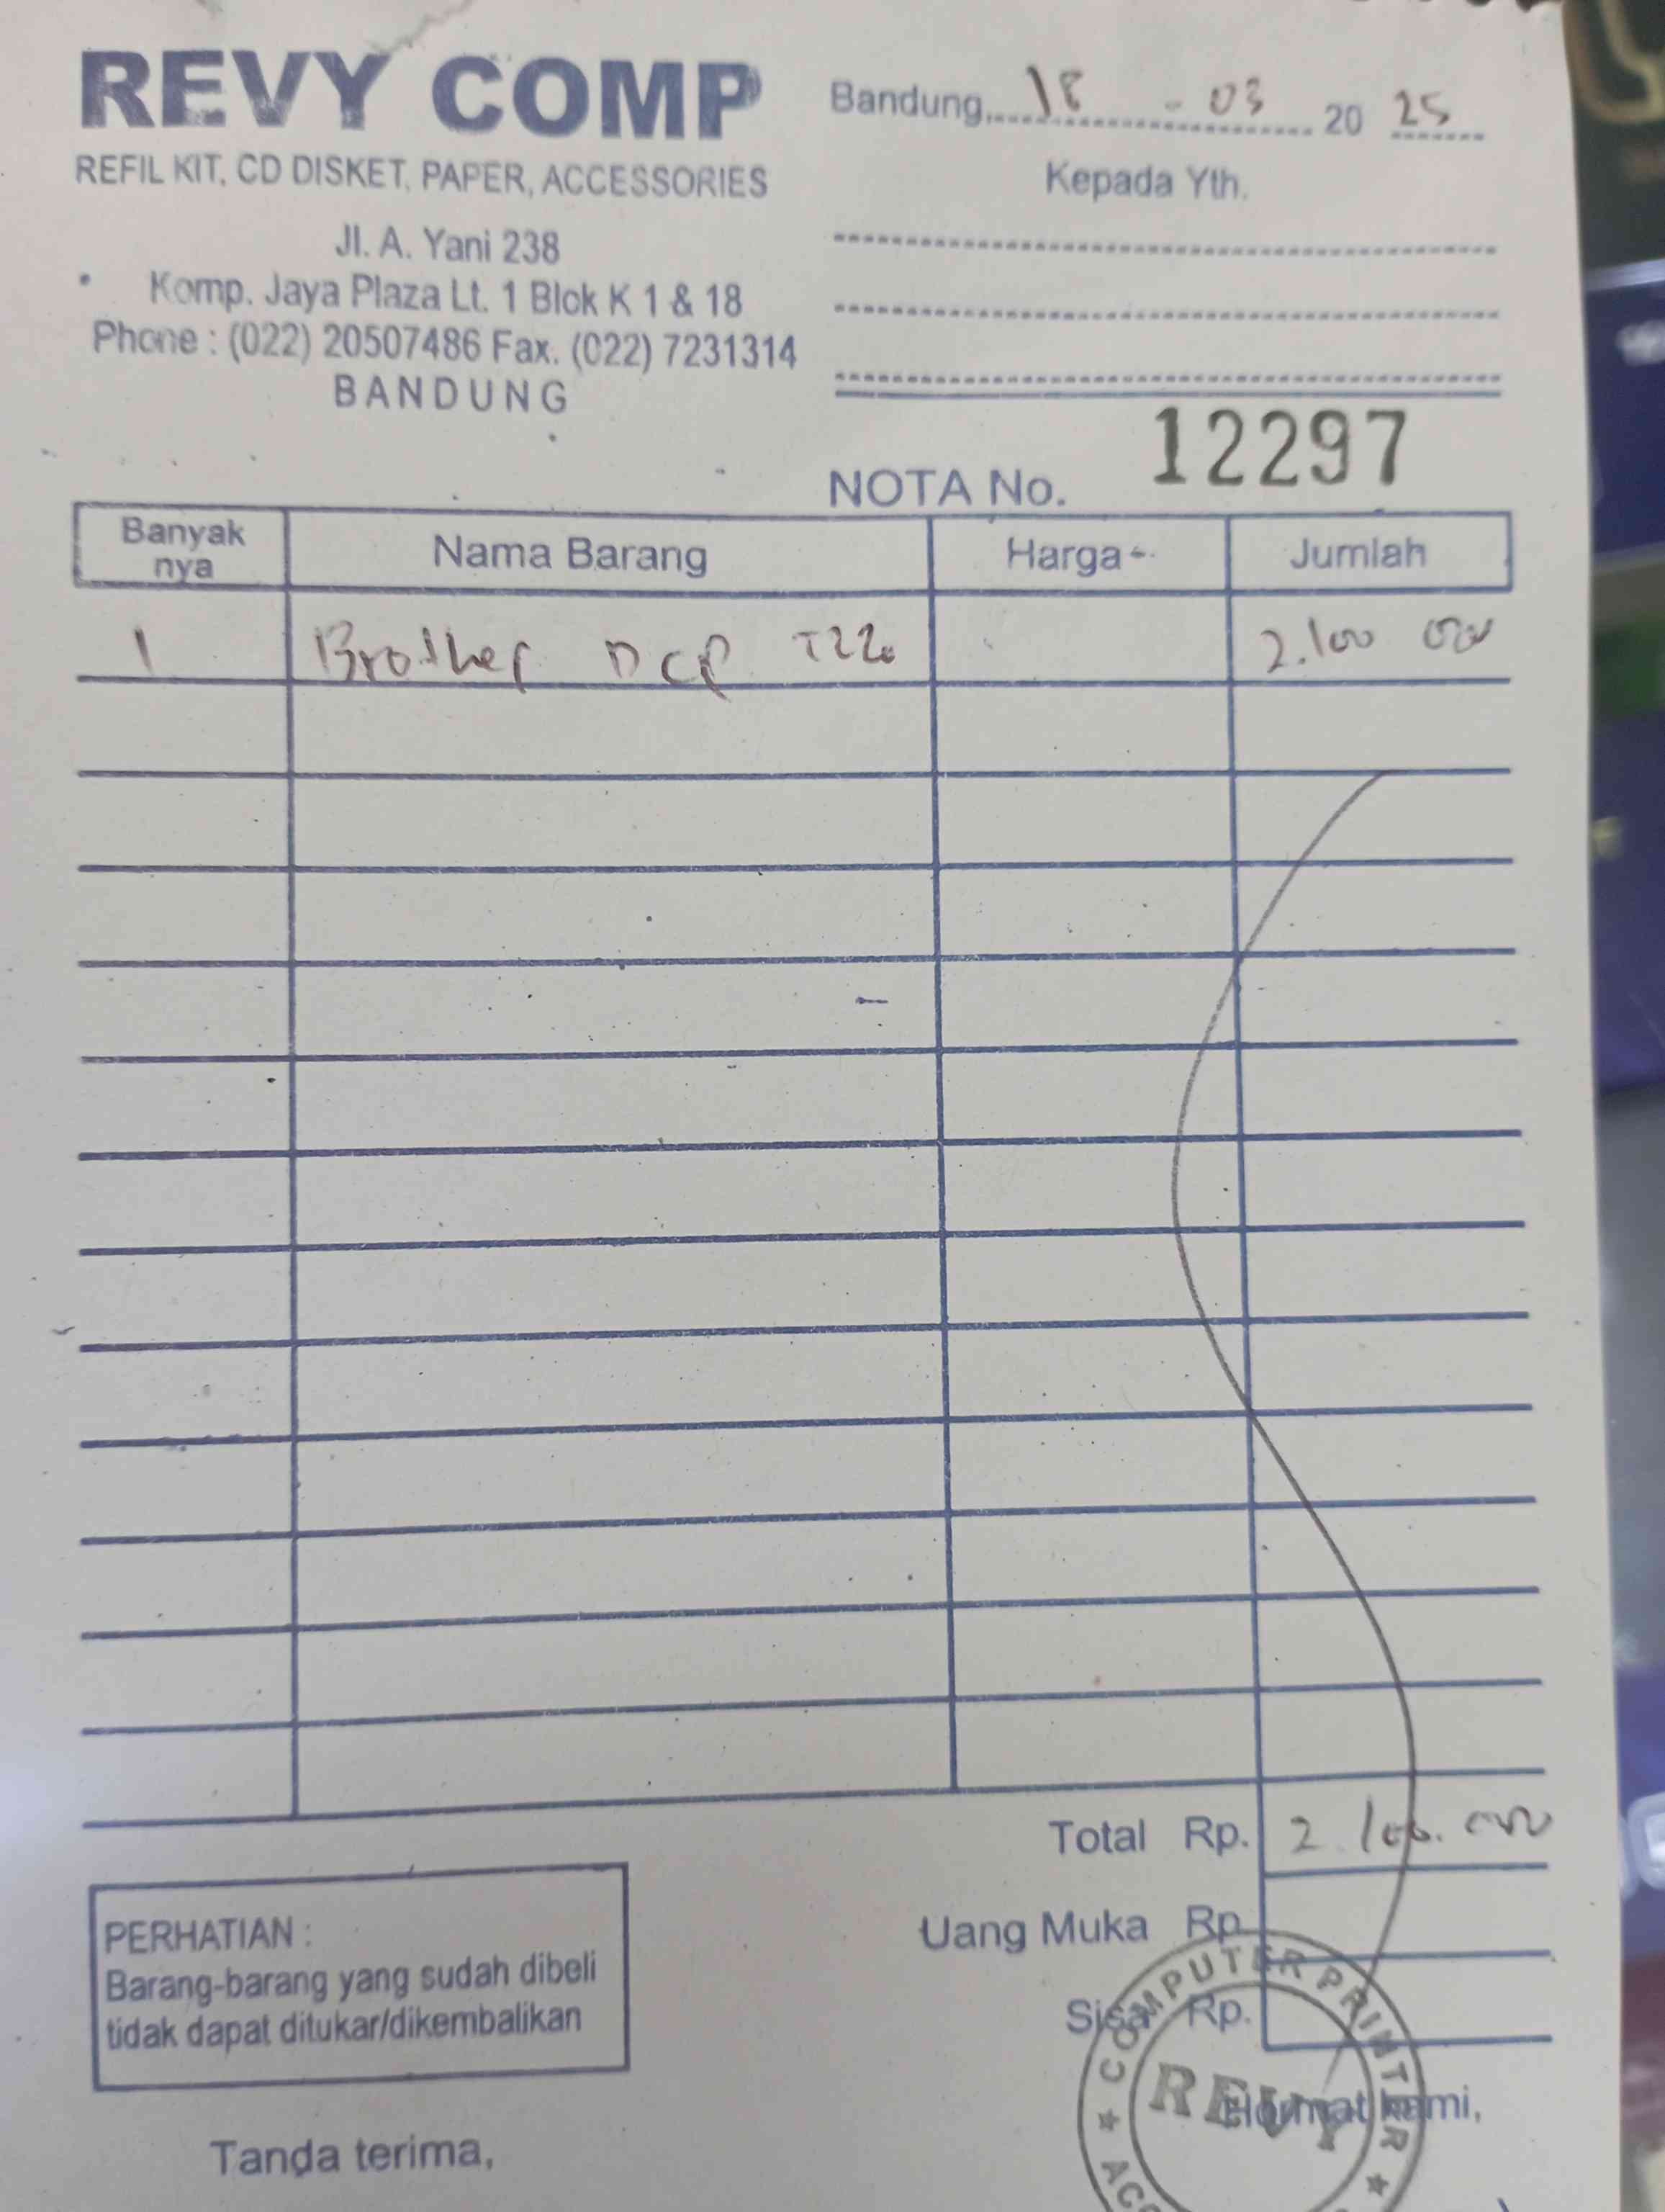 REVY COMP
REFIL KIT, CD DISKET, PAPER, ACCESSORIES
Jl. A. Yani 238
Komp. Jaya Plaza Lt. 1 Blok K 1 & 18
Phone : (022) 20507486 Fax. (022) 7231314
BANDUNG
Bandung, 18 - 03 2025
Kepada Yth.
NOTA No. 12297
Banyak nya Nama Barang Harga Jumlah
1 Brother DCP T220 2.100 000
Total Rp. 2 100.000
Uang Muka Rp.
Sisa Rp.
PERHATIAN :
Barang-barang yang sudah dibeli
tidak dapat ditukar/dikembalikan
Hormat kami,
Tanda terima,
COMPUTER PRINTER
REVY